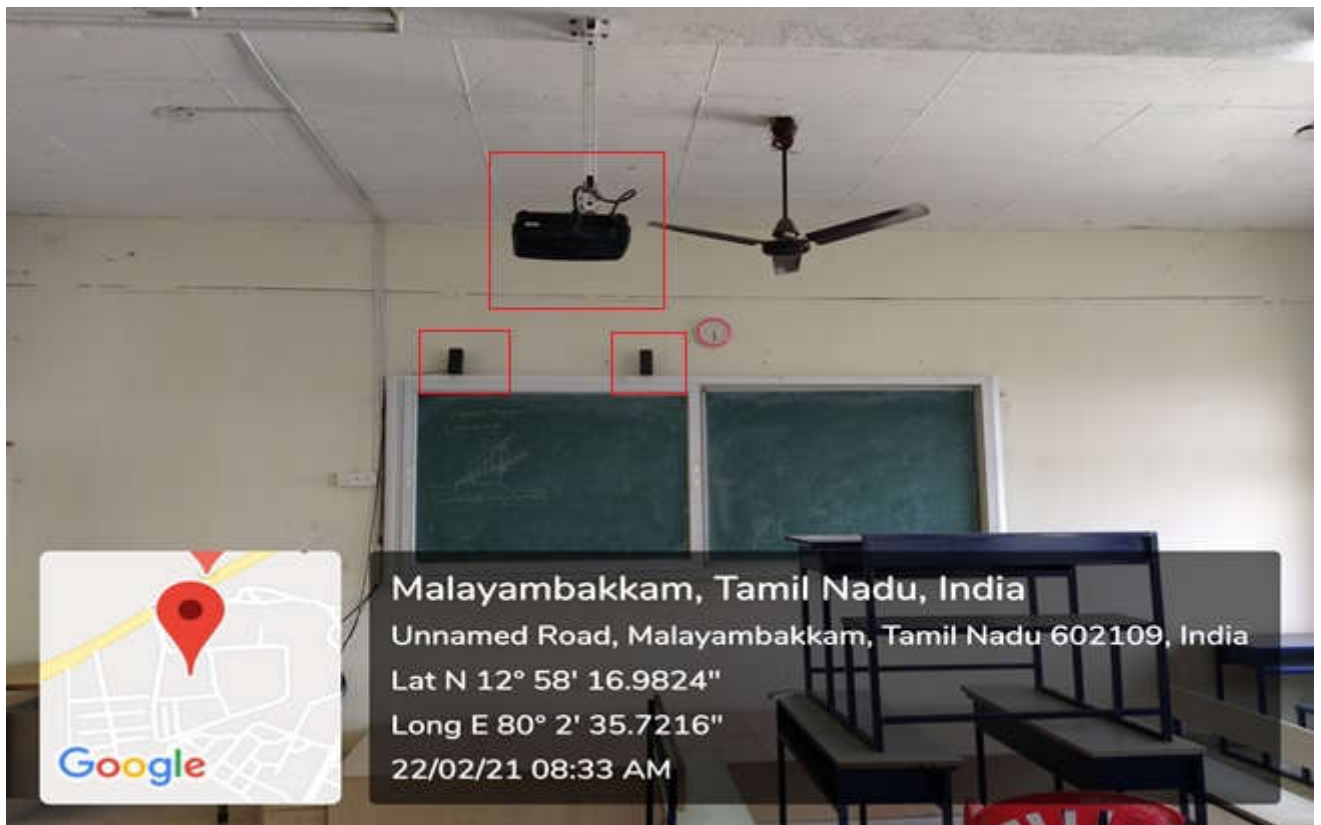 Malayambakkam, Tamil Nadu, India
Unnamed Road, Malayambakkam, Tamil Nadu 602109, India
Lat N 12° 58' 16.9824"
Long E 80° 2' 35.7216"
22/02/21 08:33 AM
Google